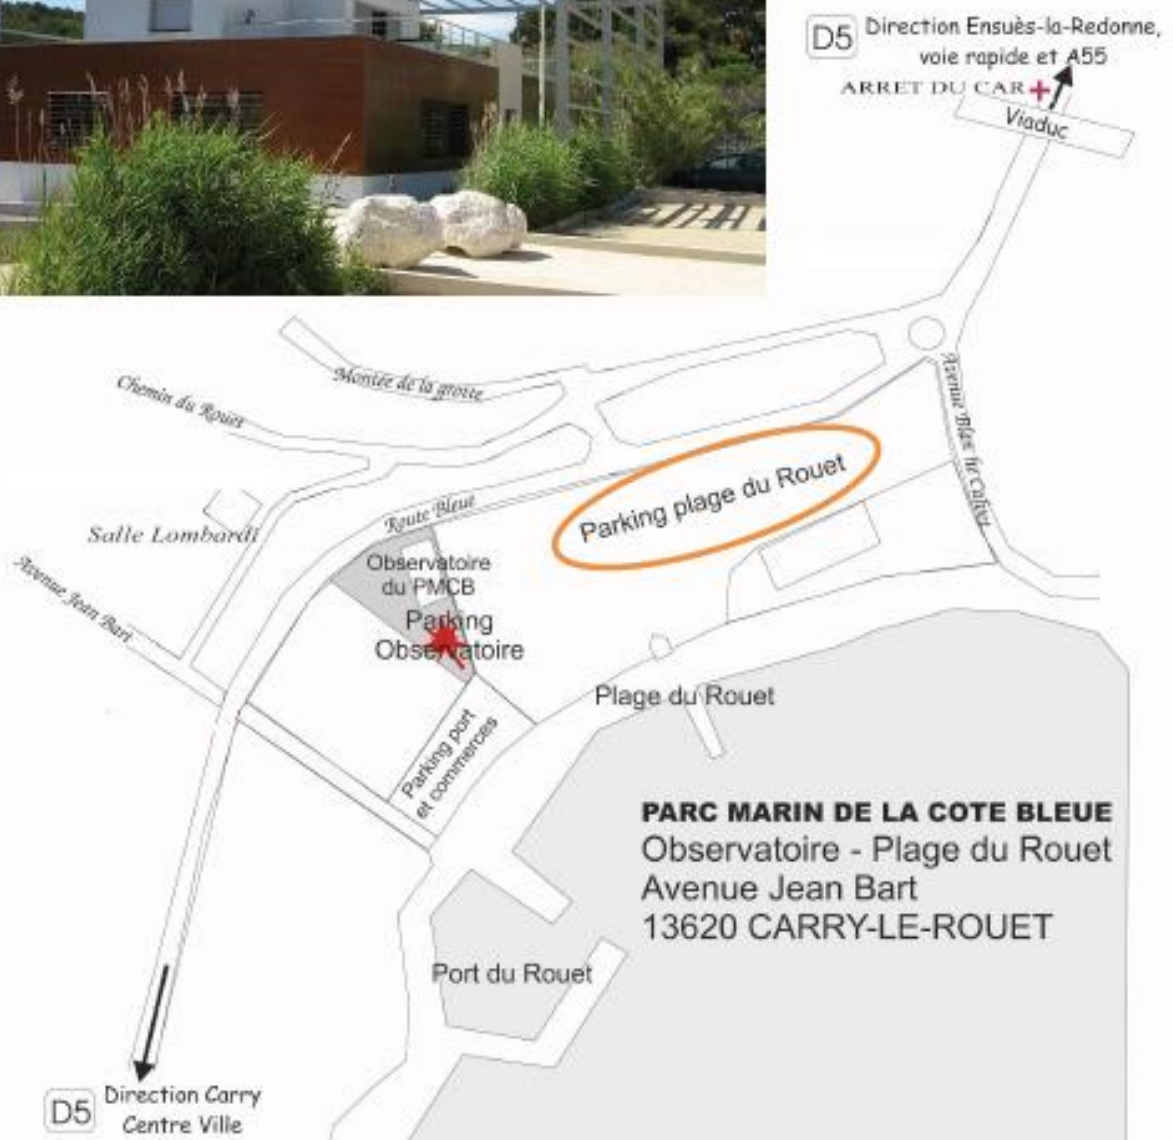 D5
Direction Ensuès-la-Redonne,
voie rapide et A55
ARRET DU CAR
Viaduc
Montée de la grotte
Chemin du Rouet
Avenue
Parking plage du Rouet
Route Bleue
Salle Lombardi
Observatoire
du PMCB
Avenue Jean Bart
Parking
Observatoire
Plage du Rouet
Parking port
et commerces
PARC MARIN DE LA COTE BLEUE
Observatoire - Plage du Rouet
Avenue Jean Bart
13620 CARRY-LE-ROUET
Port du Rouet
D5
Direction Carry
Centre Ville